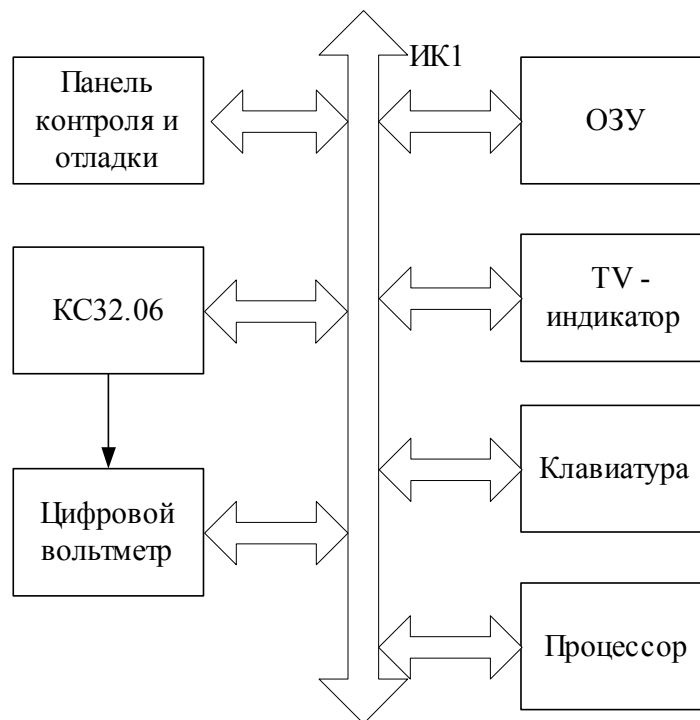 ИК1
Панель
контроля и
отладки
ОЗУ
КС32.06
TV -
индикатор
Клавиатура
Цифровой
вольтметр
Процессор